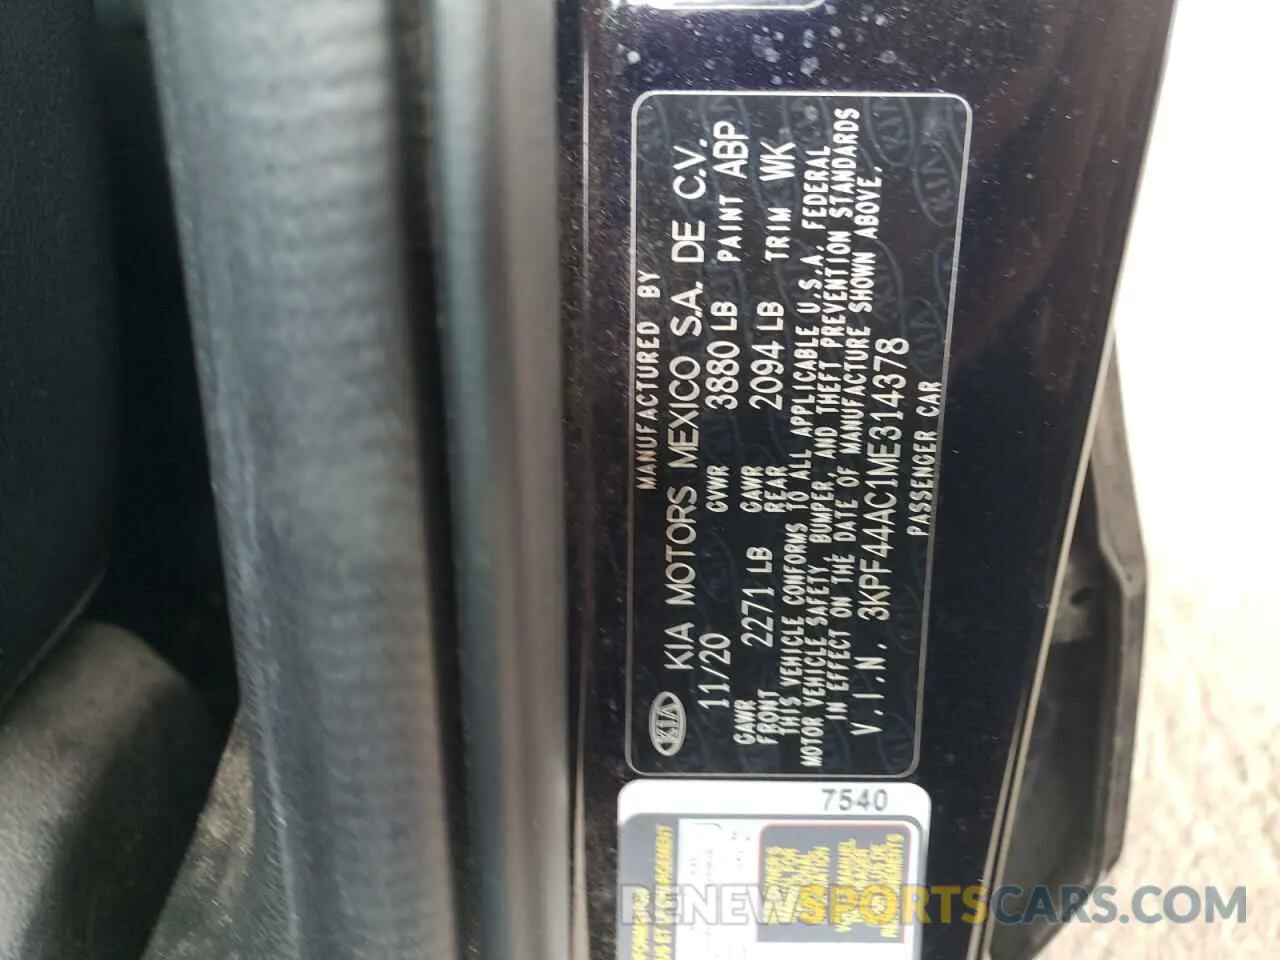 MANUFACTURED BY
KIA KIA MOTORS MEXICO S.A. DE C.V.
11/20 GVWR 3880 LB PAINT ABP
GAWR FRONT 2271 LB GAWR REAR 2094 LB TRIM WK
THIS VEHICLE CONFORMS TO ALL APPLICABLE U.S.A. FEDERAL
MOTOR VEHICLE SAFETY, BUMPER, AND THEFT PREVENTION STANDARDS
IN EFFECT ON THE DATE OF MANUFACTURE SHOWN ABOVE.
V.I.N. 3KPF44AC1ME314378
PASSENGER CAR
7540
RENEWSPORTSCARS.COM